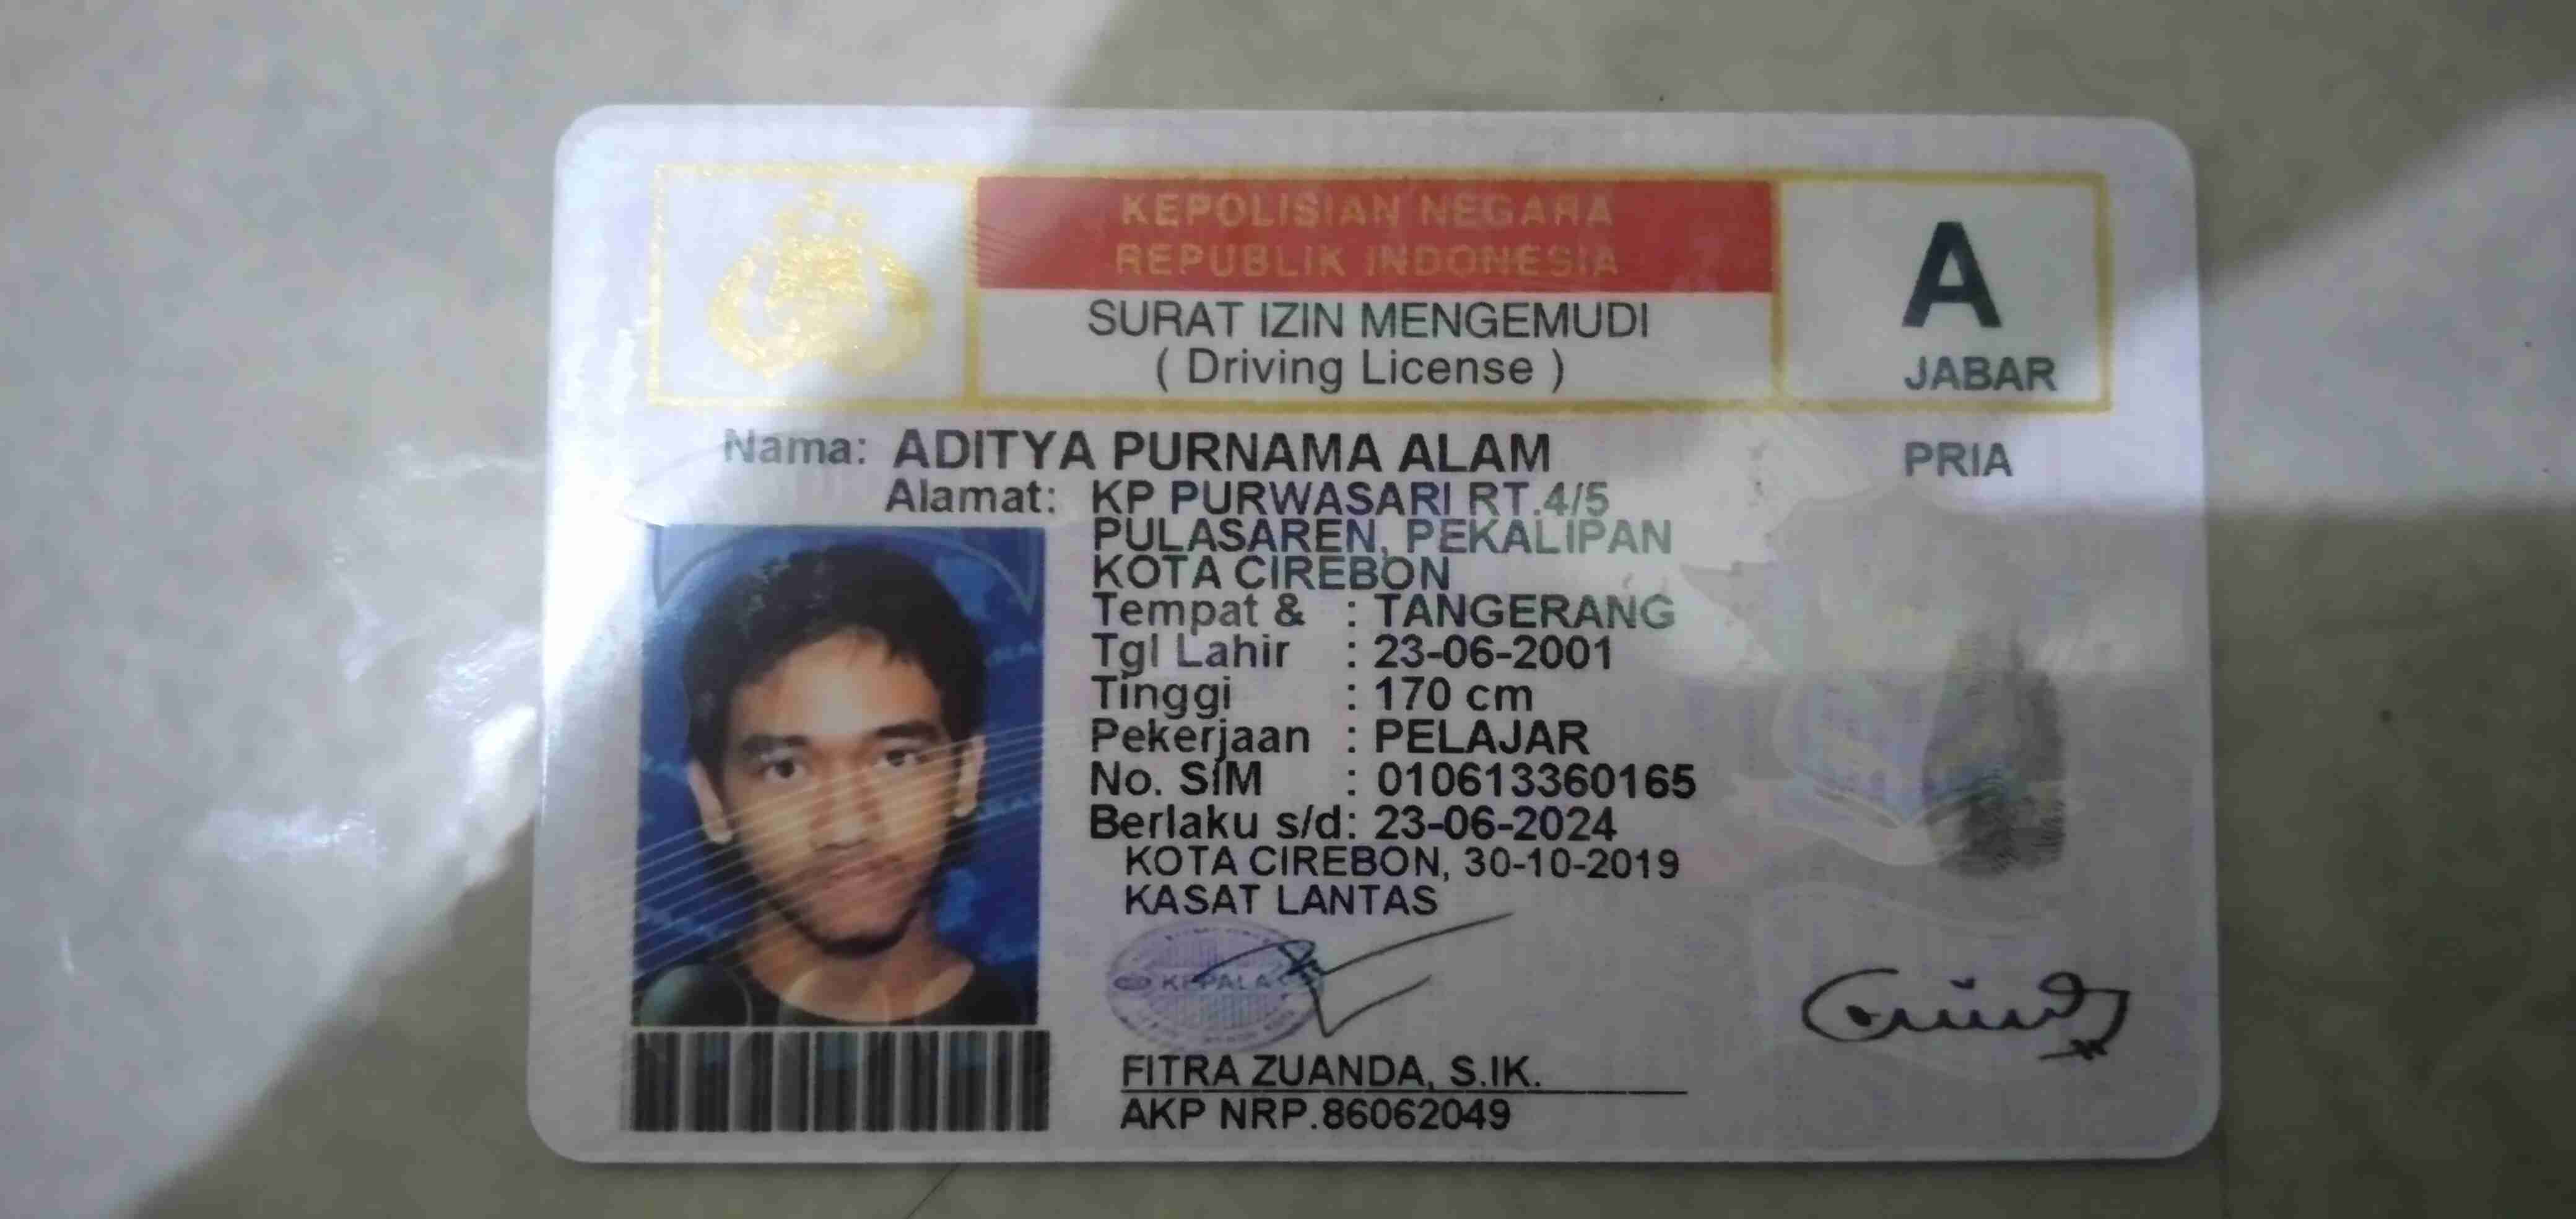 KEPOLISIAN NEGARA
REPUBLIK INDONESIA
SURAT IZIN MENGEMUDI
( Driving License )
A
JABAR
Nama: ADITYA PURNAMA ALAM
PRIA
Alamat: KP PURWASARI RT.4/5
PULASAREN, PEKALIPAN
KOTA CIREBON
Tempat & : TANGERANG
Tgl Lahir : 23-06-2001
Tinggi : 170 cm
Pekerjaan : PELAJAR
No. SIM : 010613360165
Berlaku s/d: 23-06-2024
KOTA CIREBON, 30-10-2019
KASAT LANTAS
KEPALA
FITRA ZUANDA, S.IK.
AKP NRP.86062049